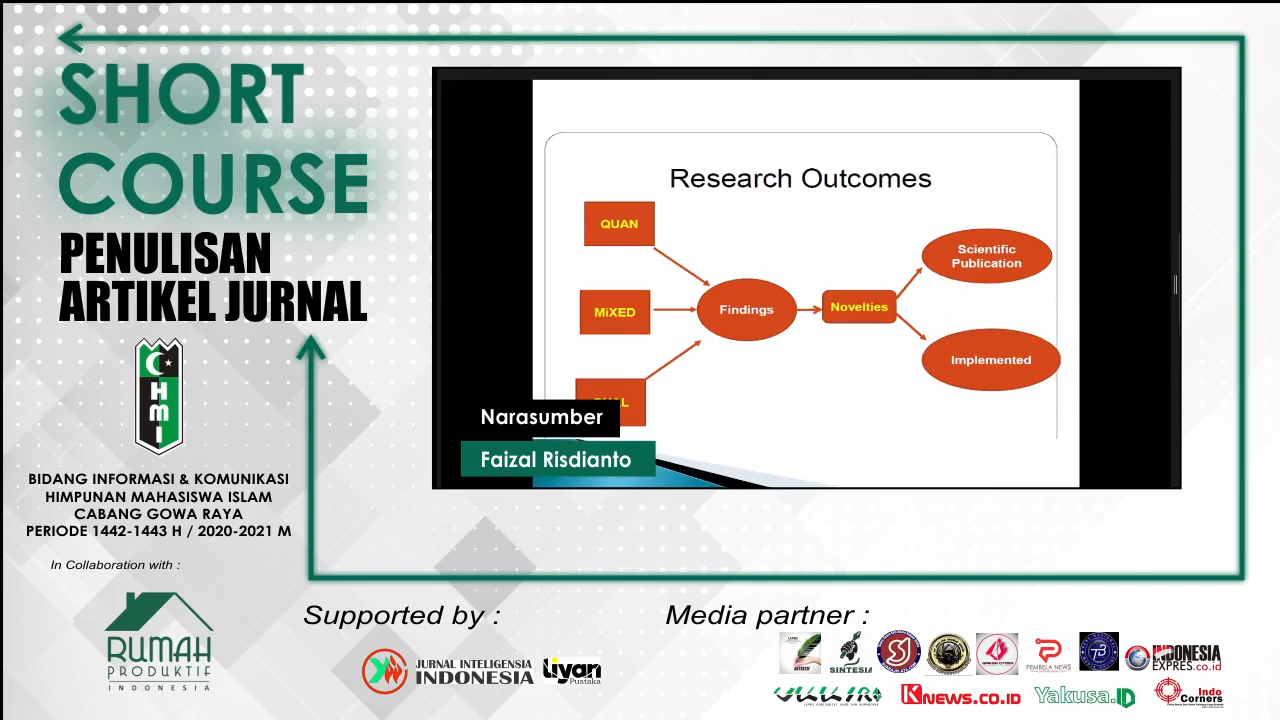 SHORT
COURSE
PENULISAN
ARTIKEL JURNAL
HMI
BIDANG INFORMASI & KOMUNIKASI
HIMPUNAN MAHASISWA ISLAM
CABANG GOWA RAYA
PERIODE 1442-1443 H / 2020-2021 M
In Collaboration with :
RUMAH
PRODUKTIF
INDONESIA
Research Outcomes
QUAN
MiXED
Findings
Novelties
Scientific
Publication
Implemented
Narasumber
Faizal Risdianto
Supported by :
JURNAL INTELIGENSIA
INDONESIA
Liyan
Pustaka
Media partner :
SINTESIA
PEMBELA NEWS
INDONESIA
EXPRES.co.id
KNEWS.CO.ID
Yakusa.ID
Indo
Corners